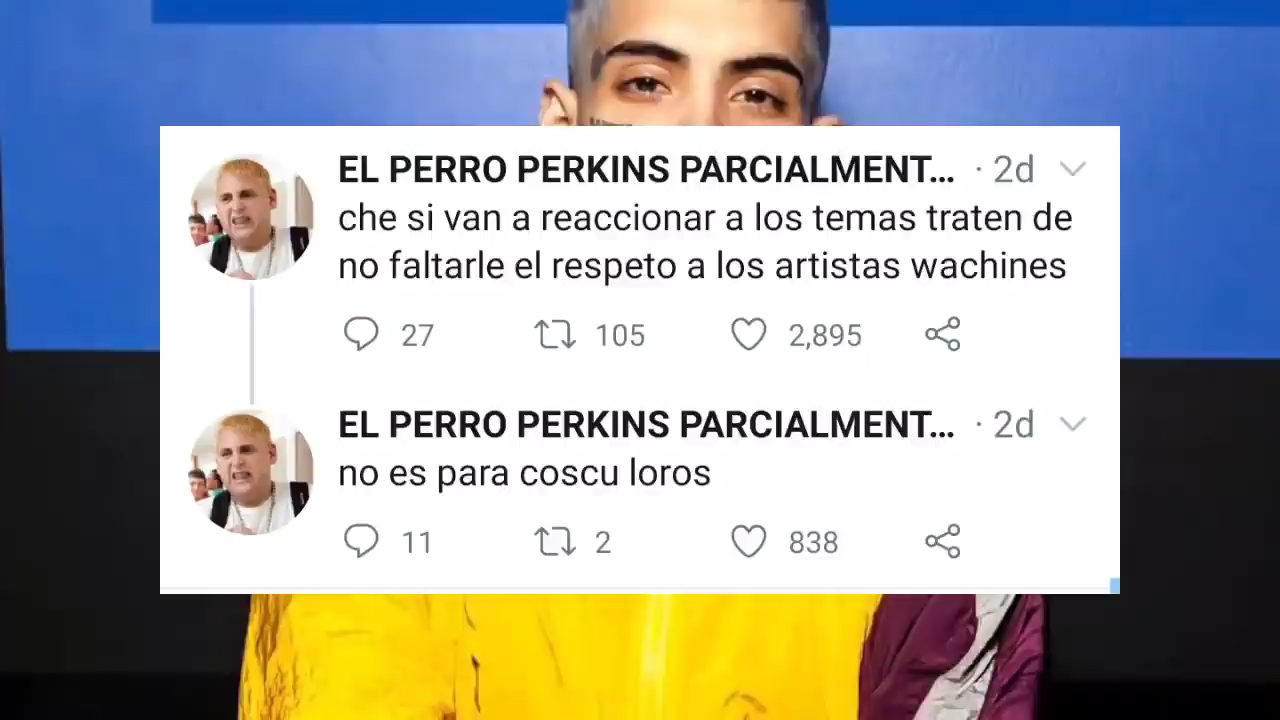 EL PERRO PERKINS PARCIALMENT... · 2d
che si van a reaccionar a los temas traten de
no faltarle el respeto a los artistas wachines
27 105 2,895
EL PERRO PERKINS PARCIALMENT... · 2d
no es para coscu loros
11 2 838